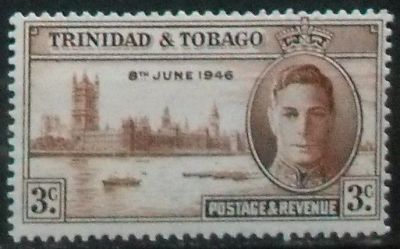 TRINIDAD & TOBAGO
8TH JUNE 1946
3c. 3c.
POSTAGE & REVENUE